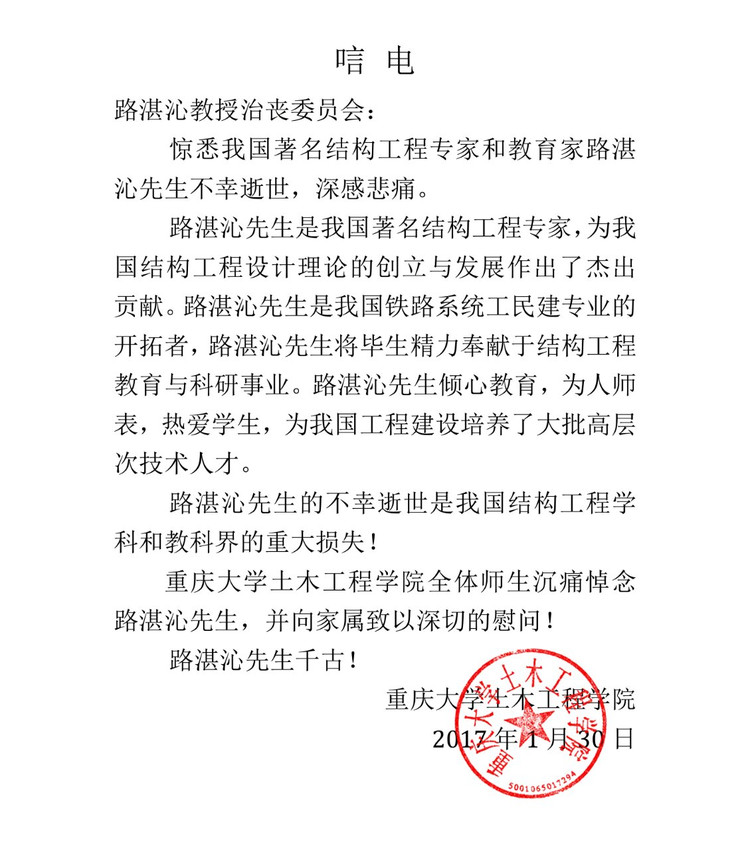 唁 电
路湛沁教授治丧委员会：
惊悉我国著名结构工程专家和教育家路湛
沁先生不幸逝世，深感悲痛。
路湛沁先生是我国著名结构工程专家，为我
国结构工程设计理论的创立与发展作出了杰出
贡献。路湛沁先生是我国铁路系统工民建专业的
开拓者，路湛沁先生将毕生精力奉献于结构工程
教育与科研事业。路湛沁先生倾心教育，为人师
表，热爱学生，为我国工程建设培养了大批高层
次技术人才。
路湛沁先生的不幸逝世是我国结构工程学
科和教科界的重大损失！
重庆大学土木工程学院全体师生沉痛悼念
路湛沁先生，并向家属致以深切的慰问！
路湛沁先生千古！
重庆大学土木工程学院
2017 年 1 月 30 日
重庆大学土木工程学院
5001065017294